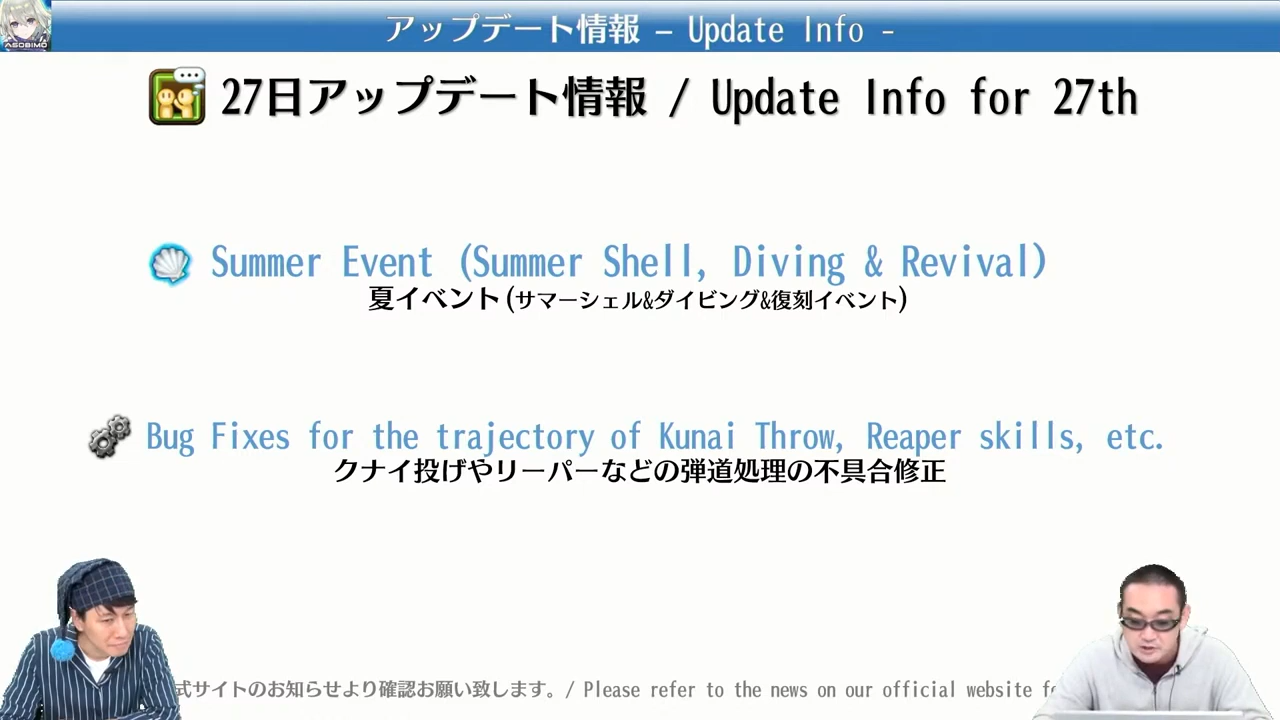 ASOBIMO
アップデート情報 – Update Info -
27日アップデート情報 / Update Info for 27th
Summer Event (Summer Shell, Diving & Revival)
夏イベント(サマーシェル&ダイビング&復刻イベント)
Bug Fixes for the trajectory of Kunai Throw, Reaper skills, etc.
クナイ投げやリーパーなどの弾道処理の不具合修正
式サイトのお知らせより確認お願い致します。/ Please refer to the news on our official website